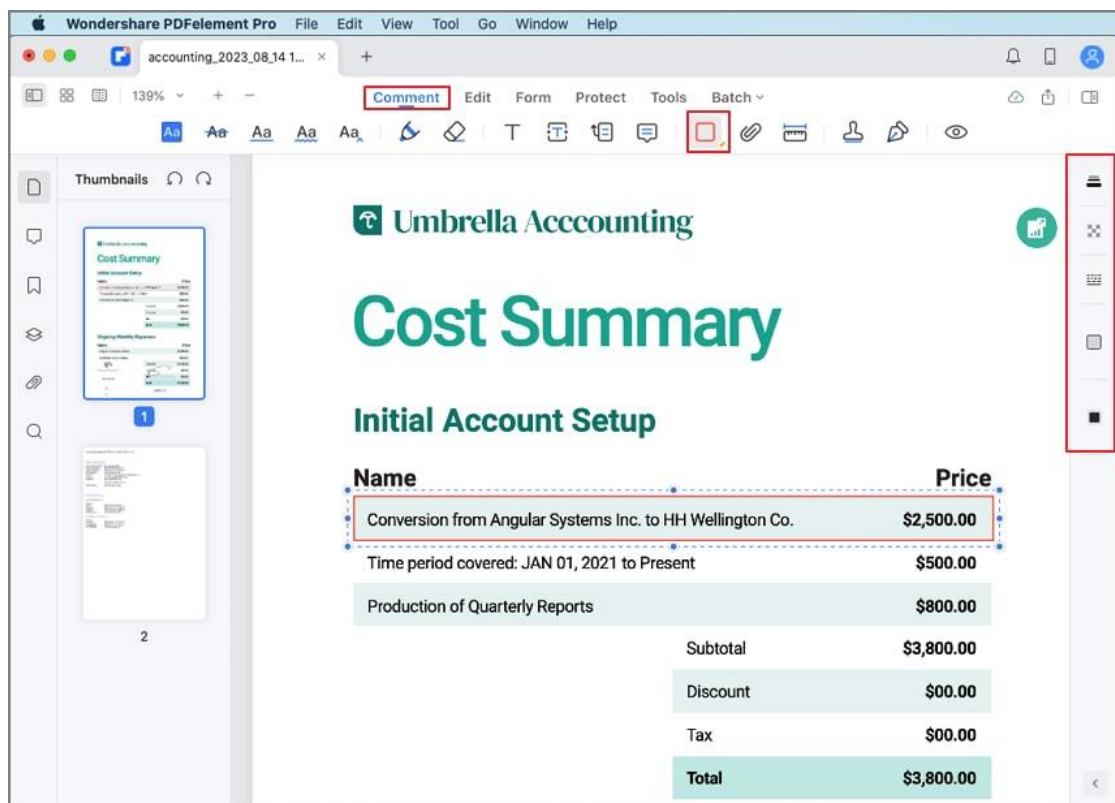 Wondershare PDFelement Pro File Edit View Tool Go Window Help
accounting_2023_08_14 1... × +
139% + − Comment Edit Form Protect Tools Batch
Aa Aa Aa Aa Aa T T
Thumbnails
Umbrella Acccounting
Cost Summary
Initial Account Setup
Name Price
Conversion from Angular Systems Inc. to HH Wellington Co. $2,500.00
Time period covered: JAN 01, 2021 to Present $500.00
Production of Quarterly Reports $800.00
Subtotal $3,800.00
Discount $00.00
Tax $00.00
Total $3,800.00
Cost Summary
1
2